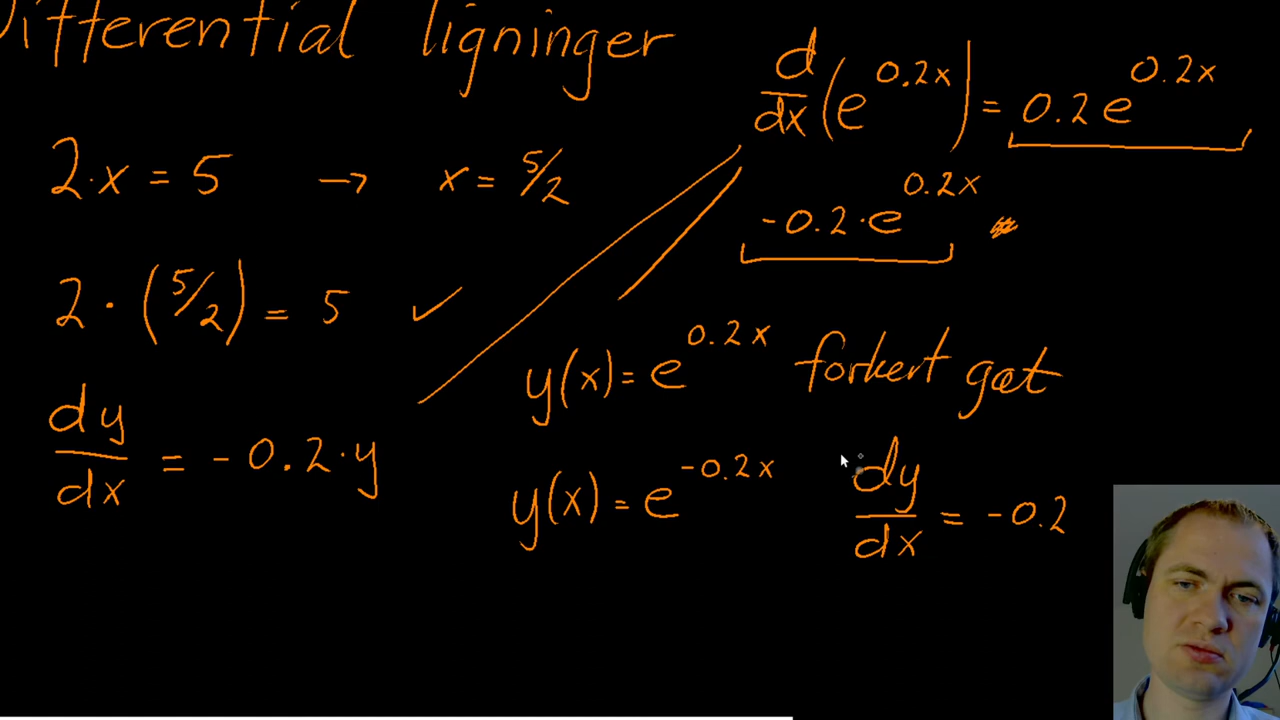 Differential ligninger
2·x = 5 → x = 5/2
2·(5/2) = 5 ✓
dy/dx = -0.2·y
d/dx(e^0.2x) = 0.2e^0.2x
-0.2·e^0.2x
y(x) = e^0.2x forkert gæt
y(x) = e^-0.2x
dy/dx = -0.2